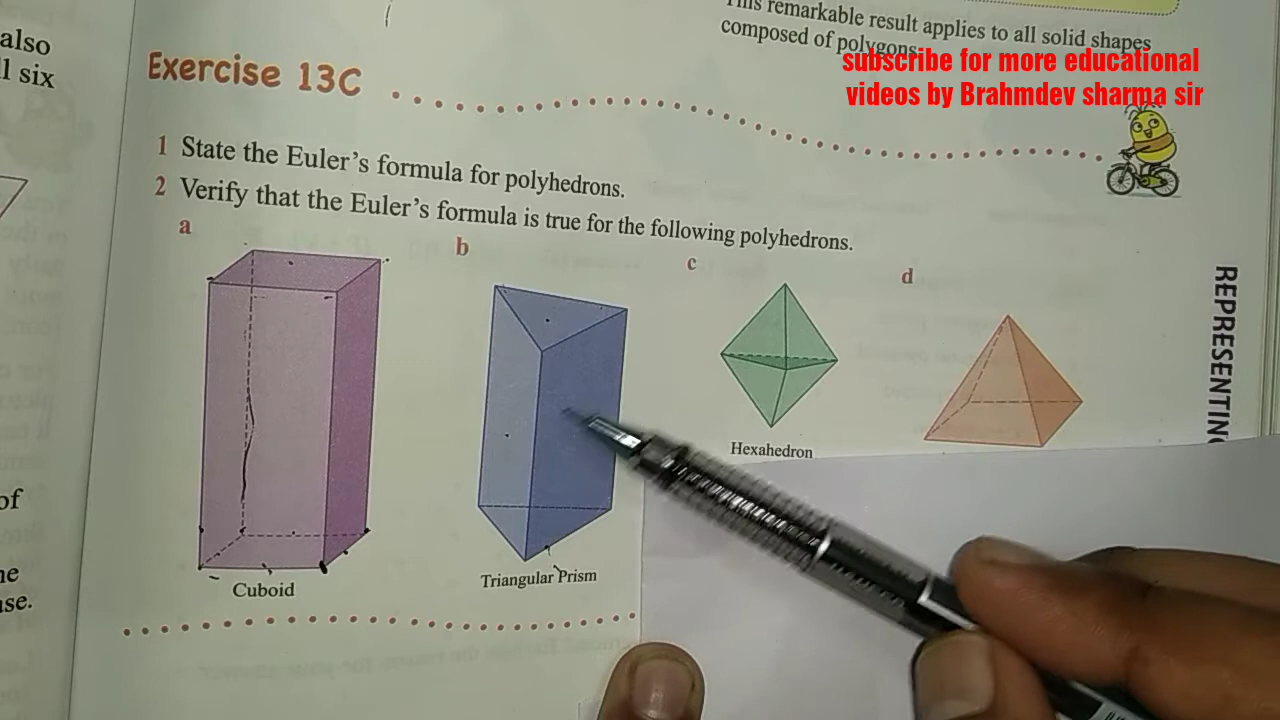 also
l six
This remarkable result applies to all solid shapes
composed of polygons
subscribe for more educational
videos by Brahmdev sharma sir
Exercise 13C
1 State the Euler's formula for polyhedrons.
2 Verify that the Euler's formula is true for the following polyhedrons.
a
b
c
d
REPRESENTING
Hexahedron
Cuboid
Triangular Prism
of
ne
ase.